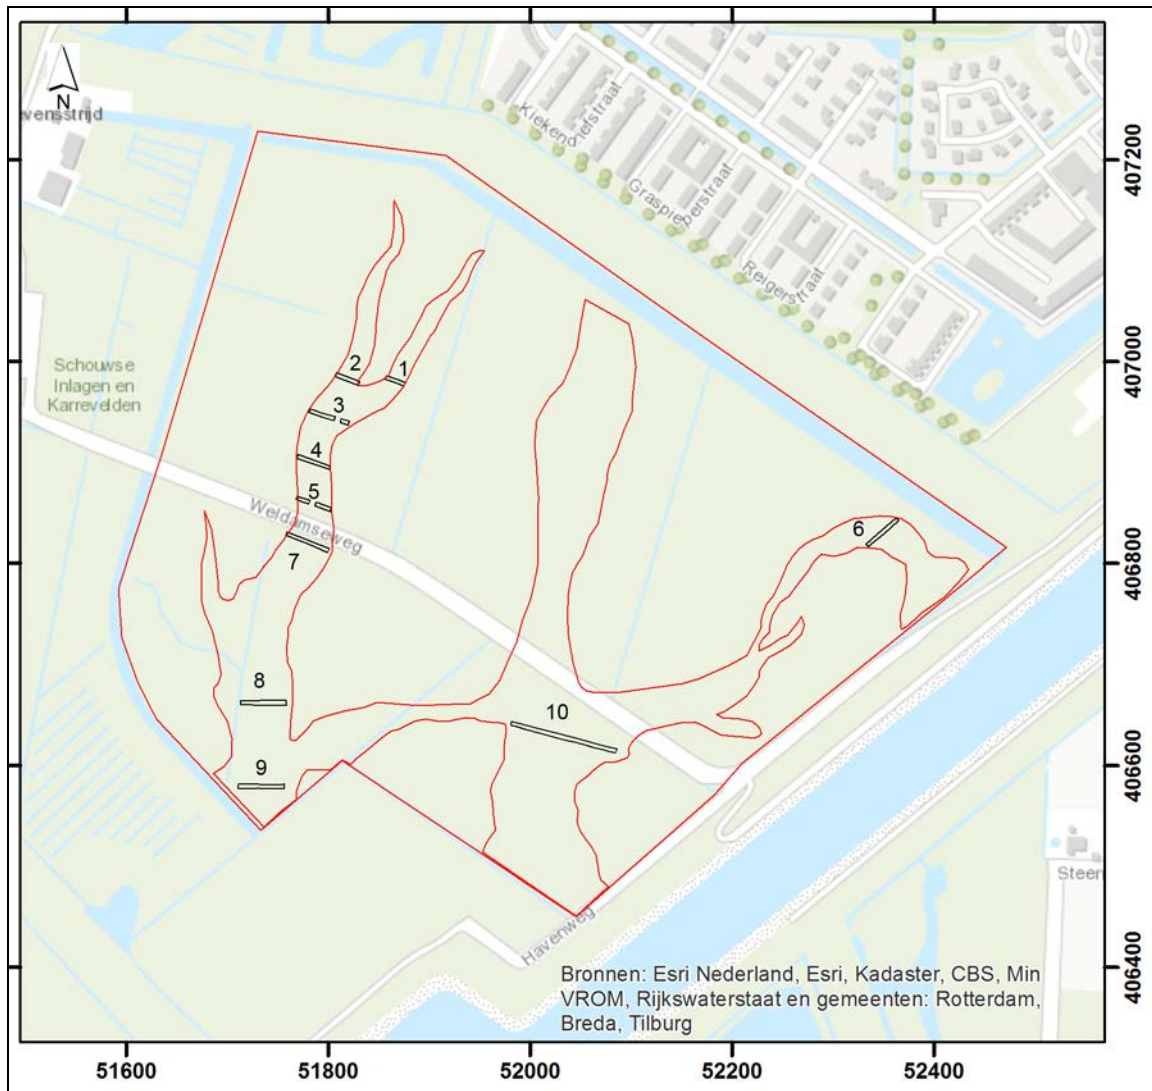 N
evensstrijd
Kiekendiefstraat
Graspieperstraat
Reigerstraat
Schouwse
Inlagen en
Karrevelden
Weldamseweg
Havenweg
Steen
2
1
3
4
5
7
6
8
9
10
407200
407000
406800
406600
406400
Bronnen: Esri Nederland, Esri, Kadaster, CBS, Min
VROM, Rijkswaterstaat en gemeenten: Rotterdam,
Breda, Tilburg
51600 51800 52000 52200 52400